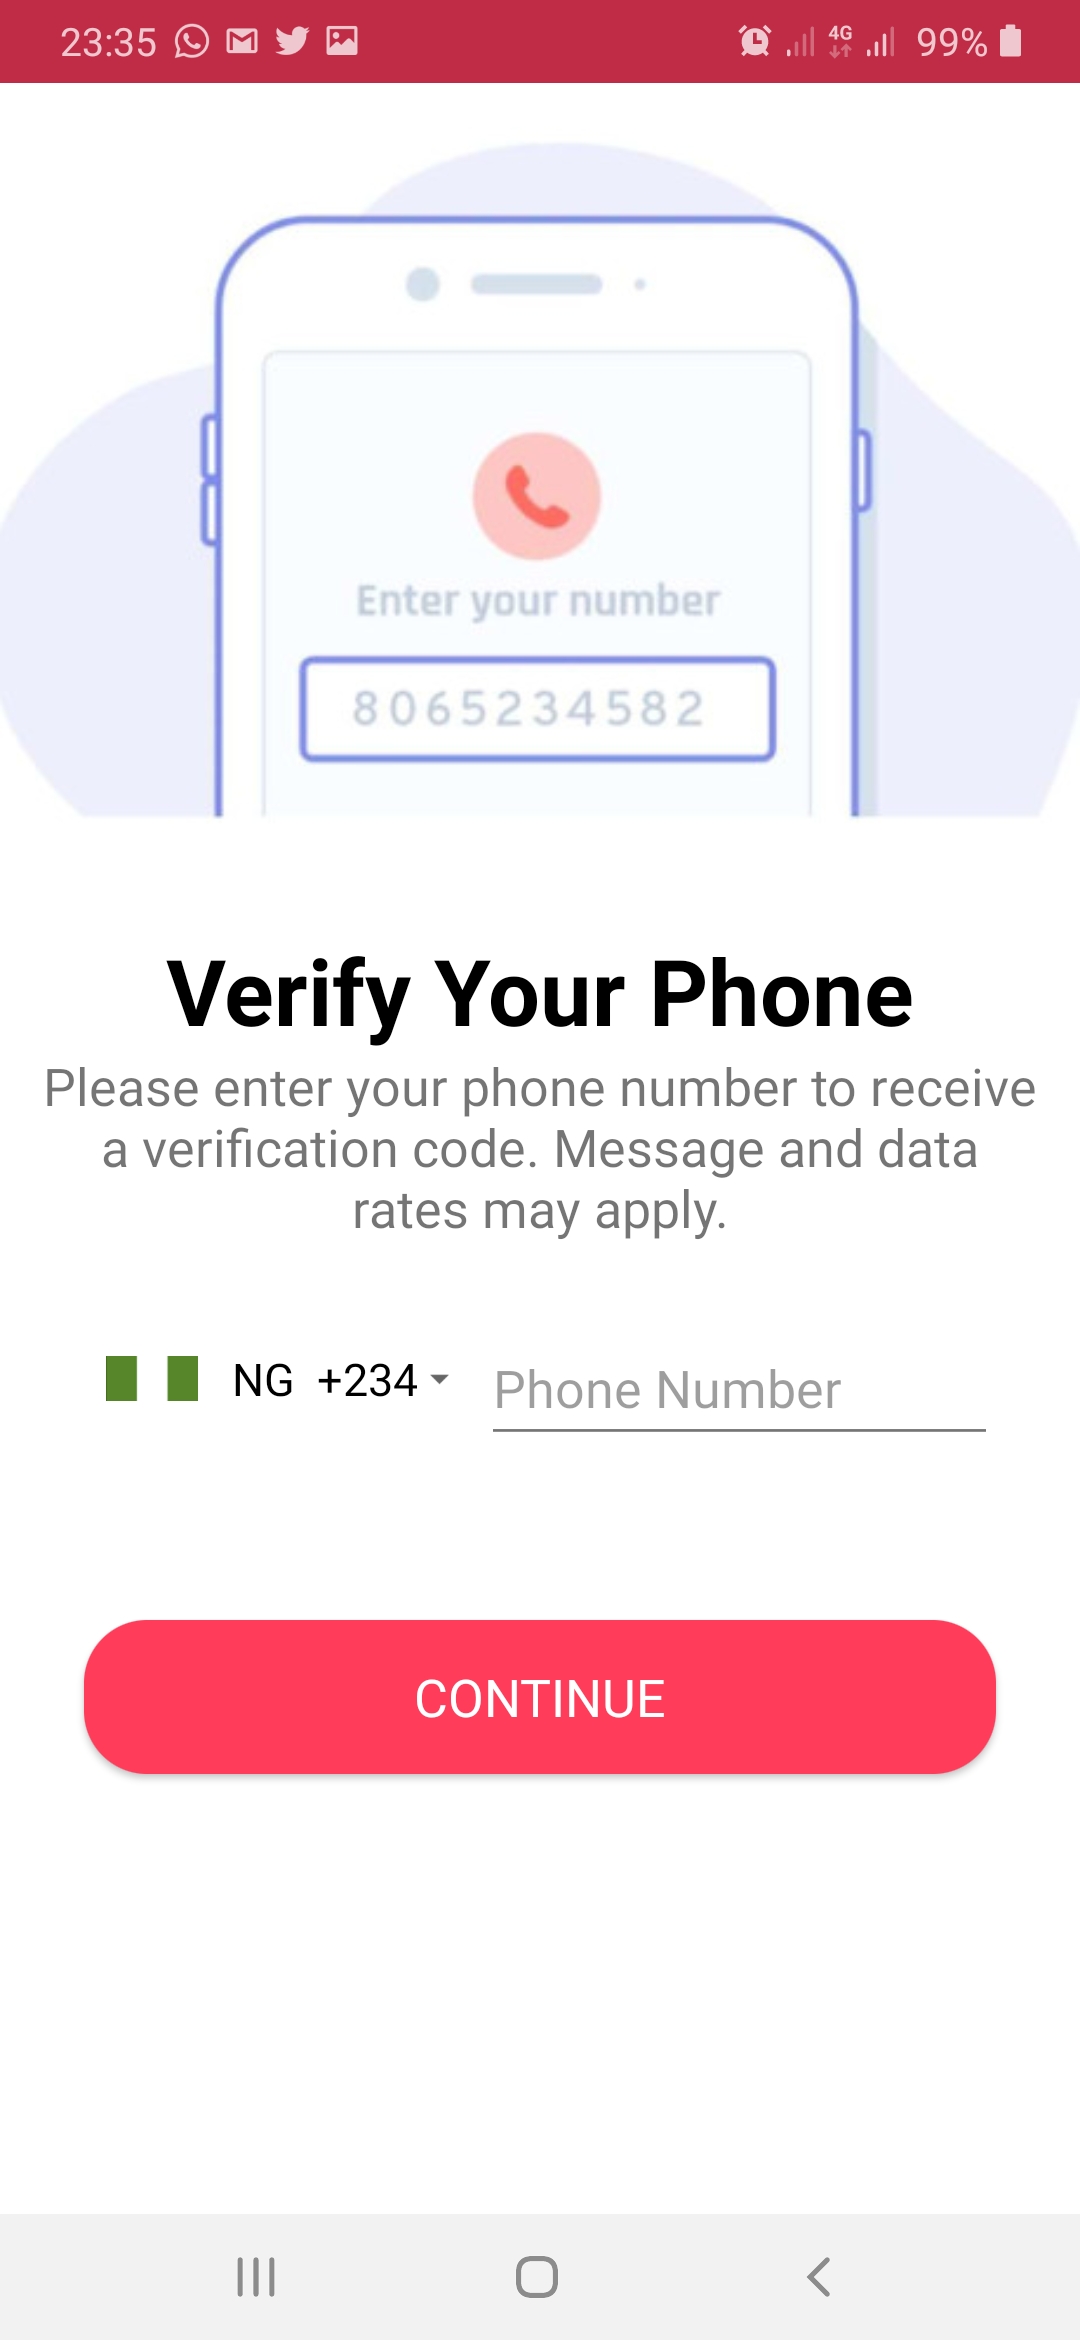 23:35 4G 99%
Enter your number
8065234582
Verify Your Phone
Please enter your phone number to receive
a verification code. Message and data
rates may apply.
NG +234 Phone Number
CONTINUE